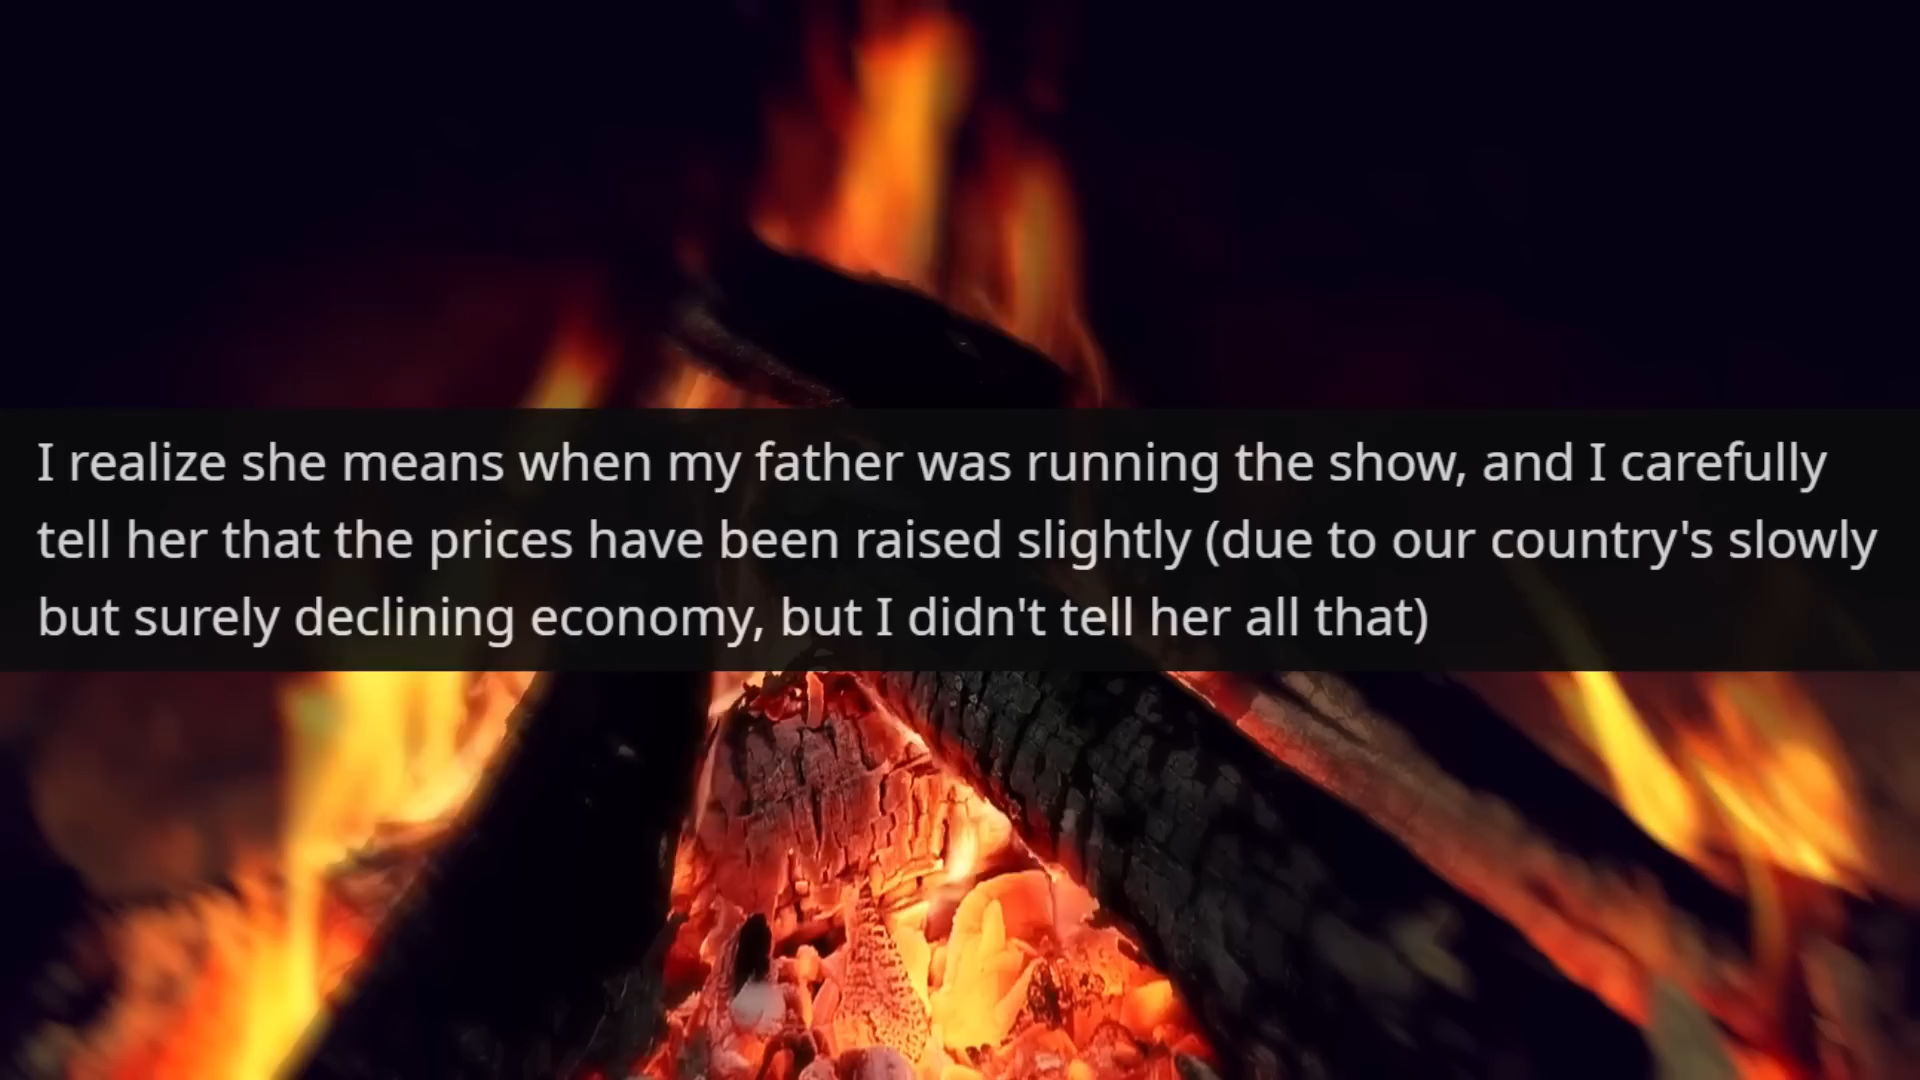 I realize she means when my father was running the show, and I carefully
tell her that the prices have been raised slightly (due to our country's slowly
but surely declining economy, but I didn't tell her all that)